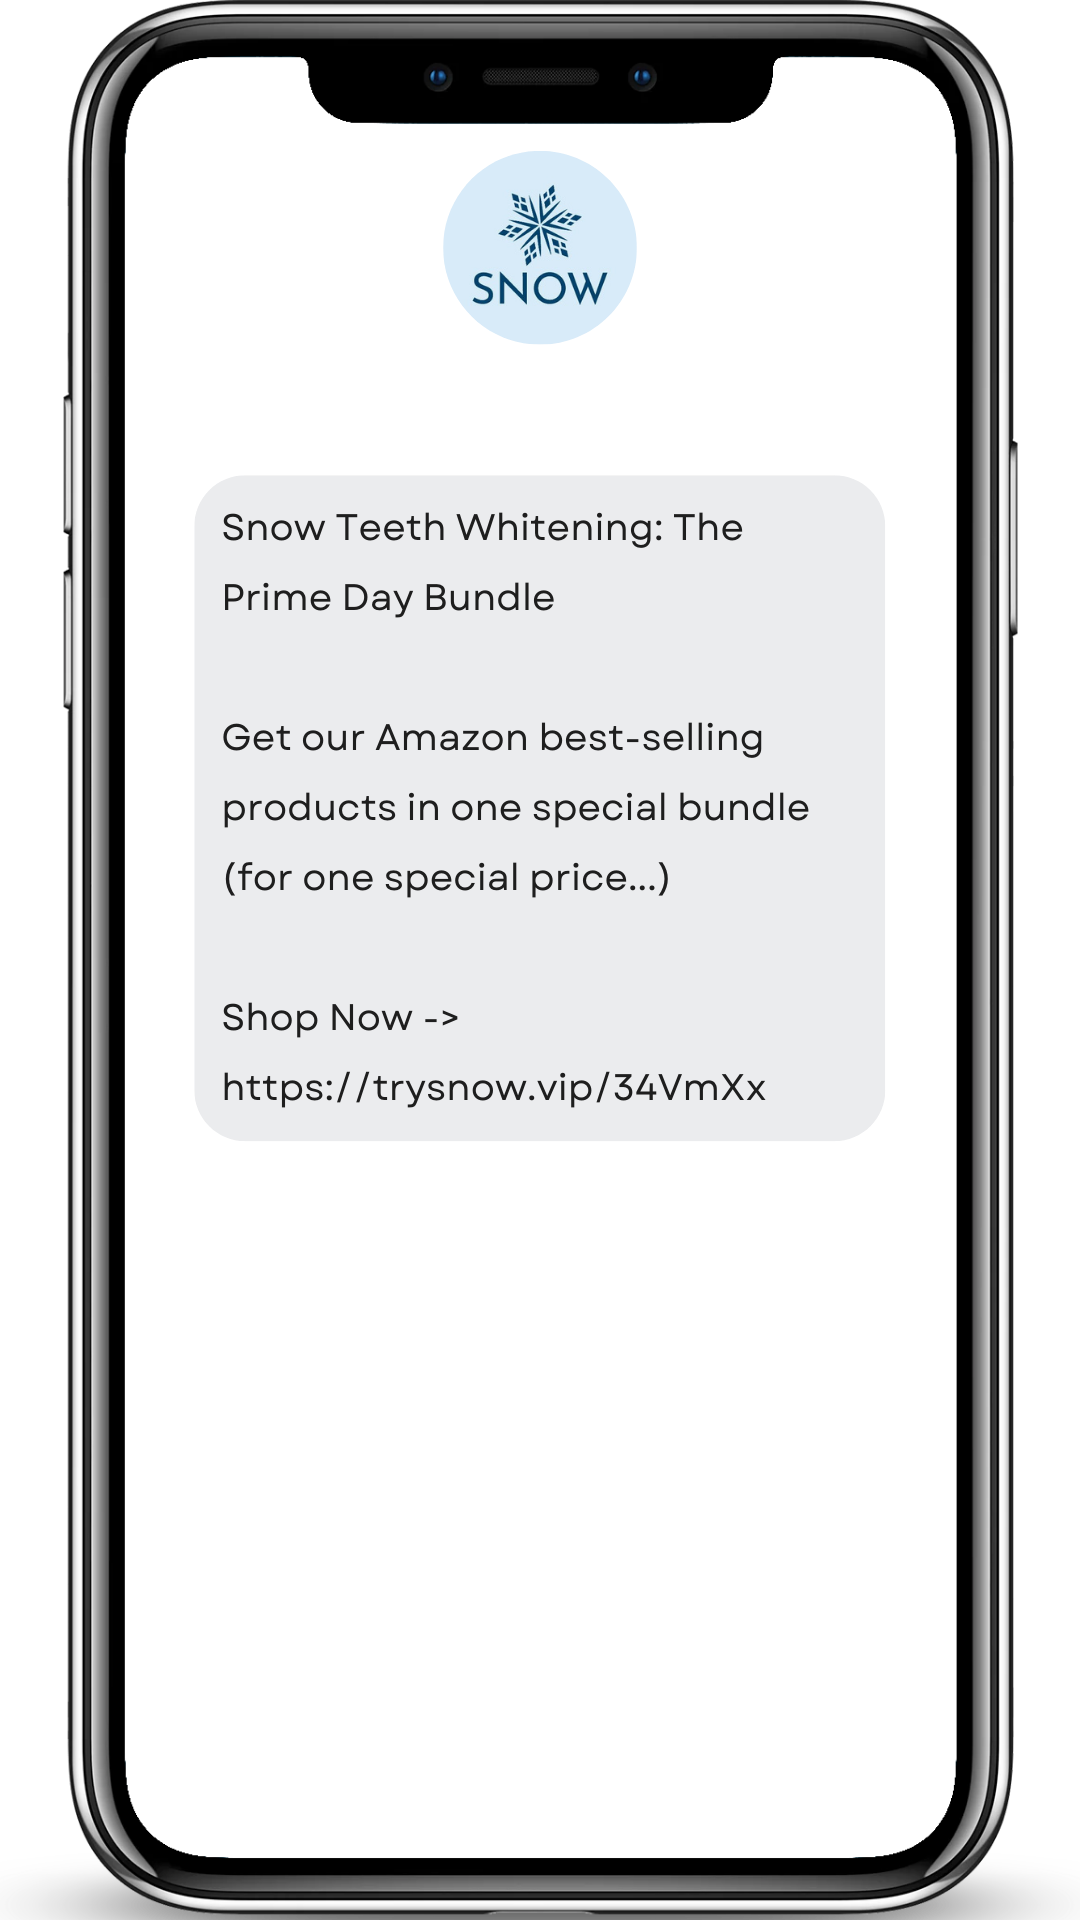 SNOW
Snow Teeth Whitening: The
Prime Day Bundle
Get our Amazon best-selling
products in one special bundle
(for one special price...)
Shop Now ->
https://trysnow.vip/34VmXx